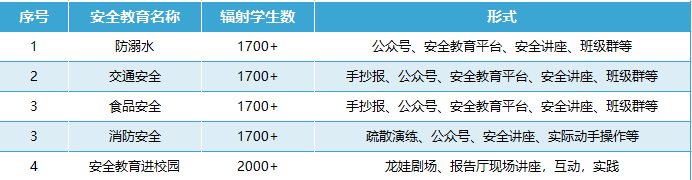 序号 安全教育名称 辐射学生数 形式
1 防溺水 1700+ 公众号、安全教育平台、安全讲座、班级群等
2 交通安全 1700+ 手抄报、公众号、安全教育平台、安全讲座、班级群等
3 食品安全 1700+ 手抄报、公众号、安全教育平台、安全讲座、班级群等
3 消防安全 1700+ 疏散演练、公众号、安全讲座、实际动手操作等
4 安全教育进校园 2000+ 龙娃剧场、报告厅现场讲座，互动，实践